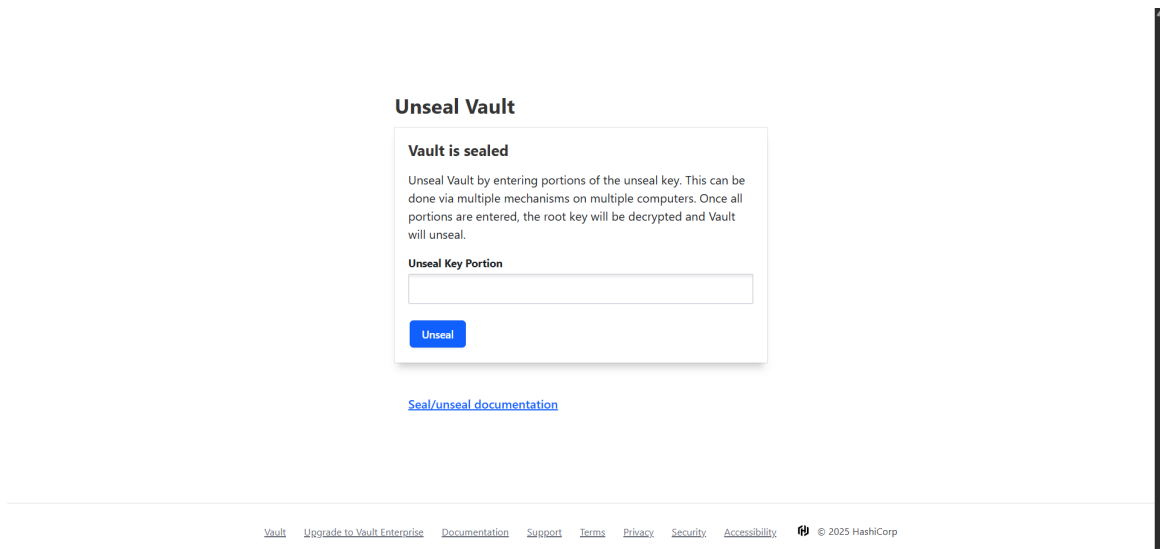 Unseal Vault
Vault is sealed
Unseal Vault by entering portions of the unseal key. This can be
done via multiple mechanisms on multiple computers. Once all
portions are entered, the root key will be decrypted and Vault
will unseal.
Unseal Key Portion
Unseal
Seal/unseal documentation
Vault Upgrade to Vault Enterprise Documentation Support Terms Privacy Security Accessibility © 2025 HashiCorp